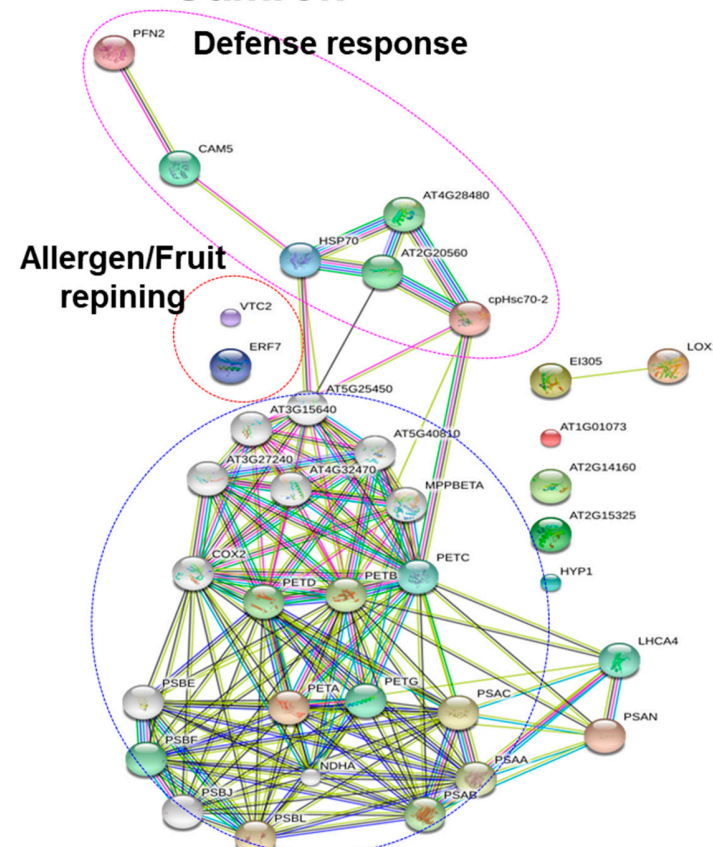 PFN2
Defense response
CAM5
AT4G28480
HSP70
AT2G20560
Allergen/Fruit
repining
cpHsc70-2
VTC2
ERF7
LOX
EI305
AT5G25450
AT3G15640
AT1G01073
AT5G40810
AT3G27240
AT4G32470
AT2G14160
MPPBETA
AT2G15325
COX2
PETC
HYP1
PETD
PETB
LHCA4
PSBE
PETA
PETG
PSAC
PSAN
PSBF
NDHA
PSAA
PSBJ
PSBL
PSAB